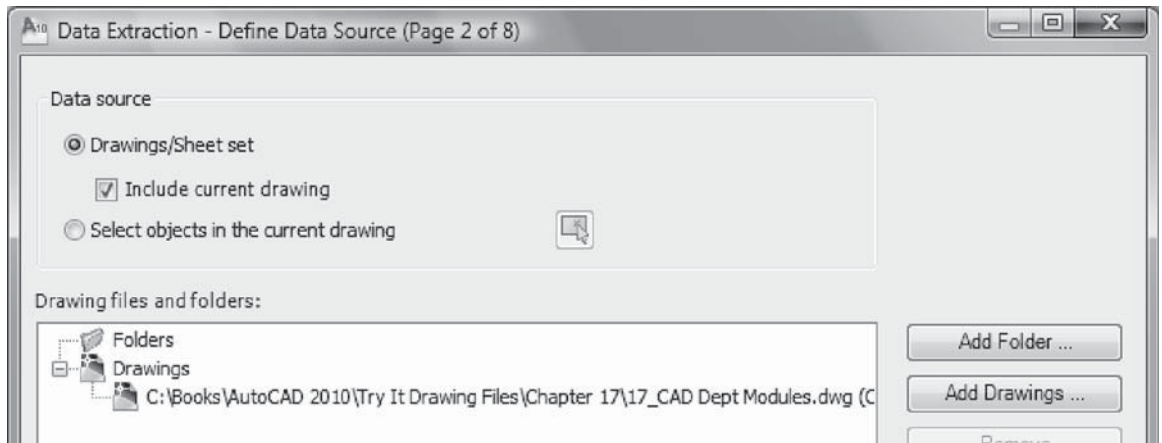 A10 Data Extraction - Define Data Source (Page 2 of 8)
Data source
Drawings/Sheet set
Include current drawing
Select objects in the current drawing
Drawing files and folders:
Folders
Drawings
C:\Books\AutoCAD 2010\Try It Drawing Files\Chapter 17\17_CAD Dept Modules.dwg (C
Add Folder ...
Add Drawings ...
Remove